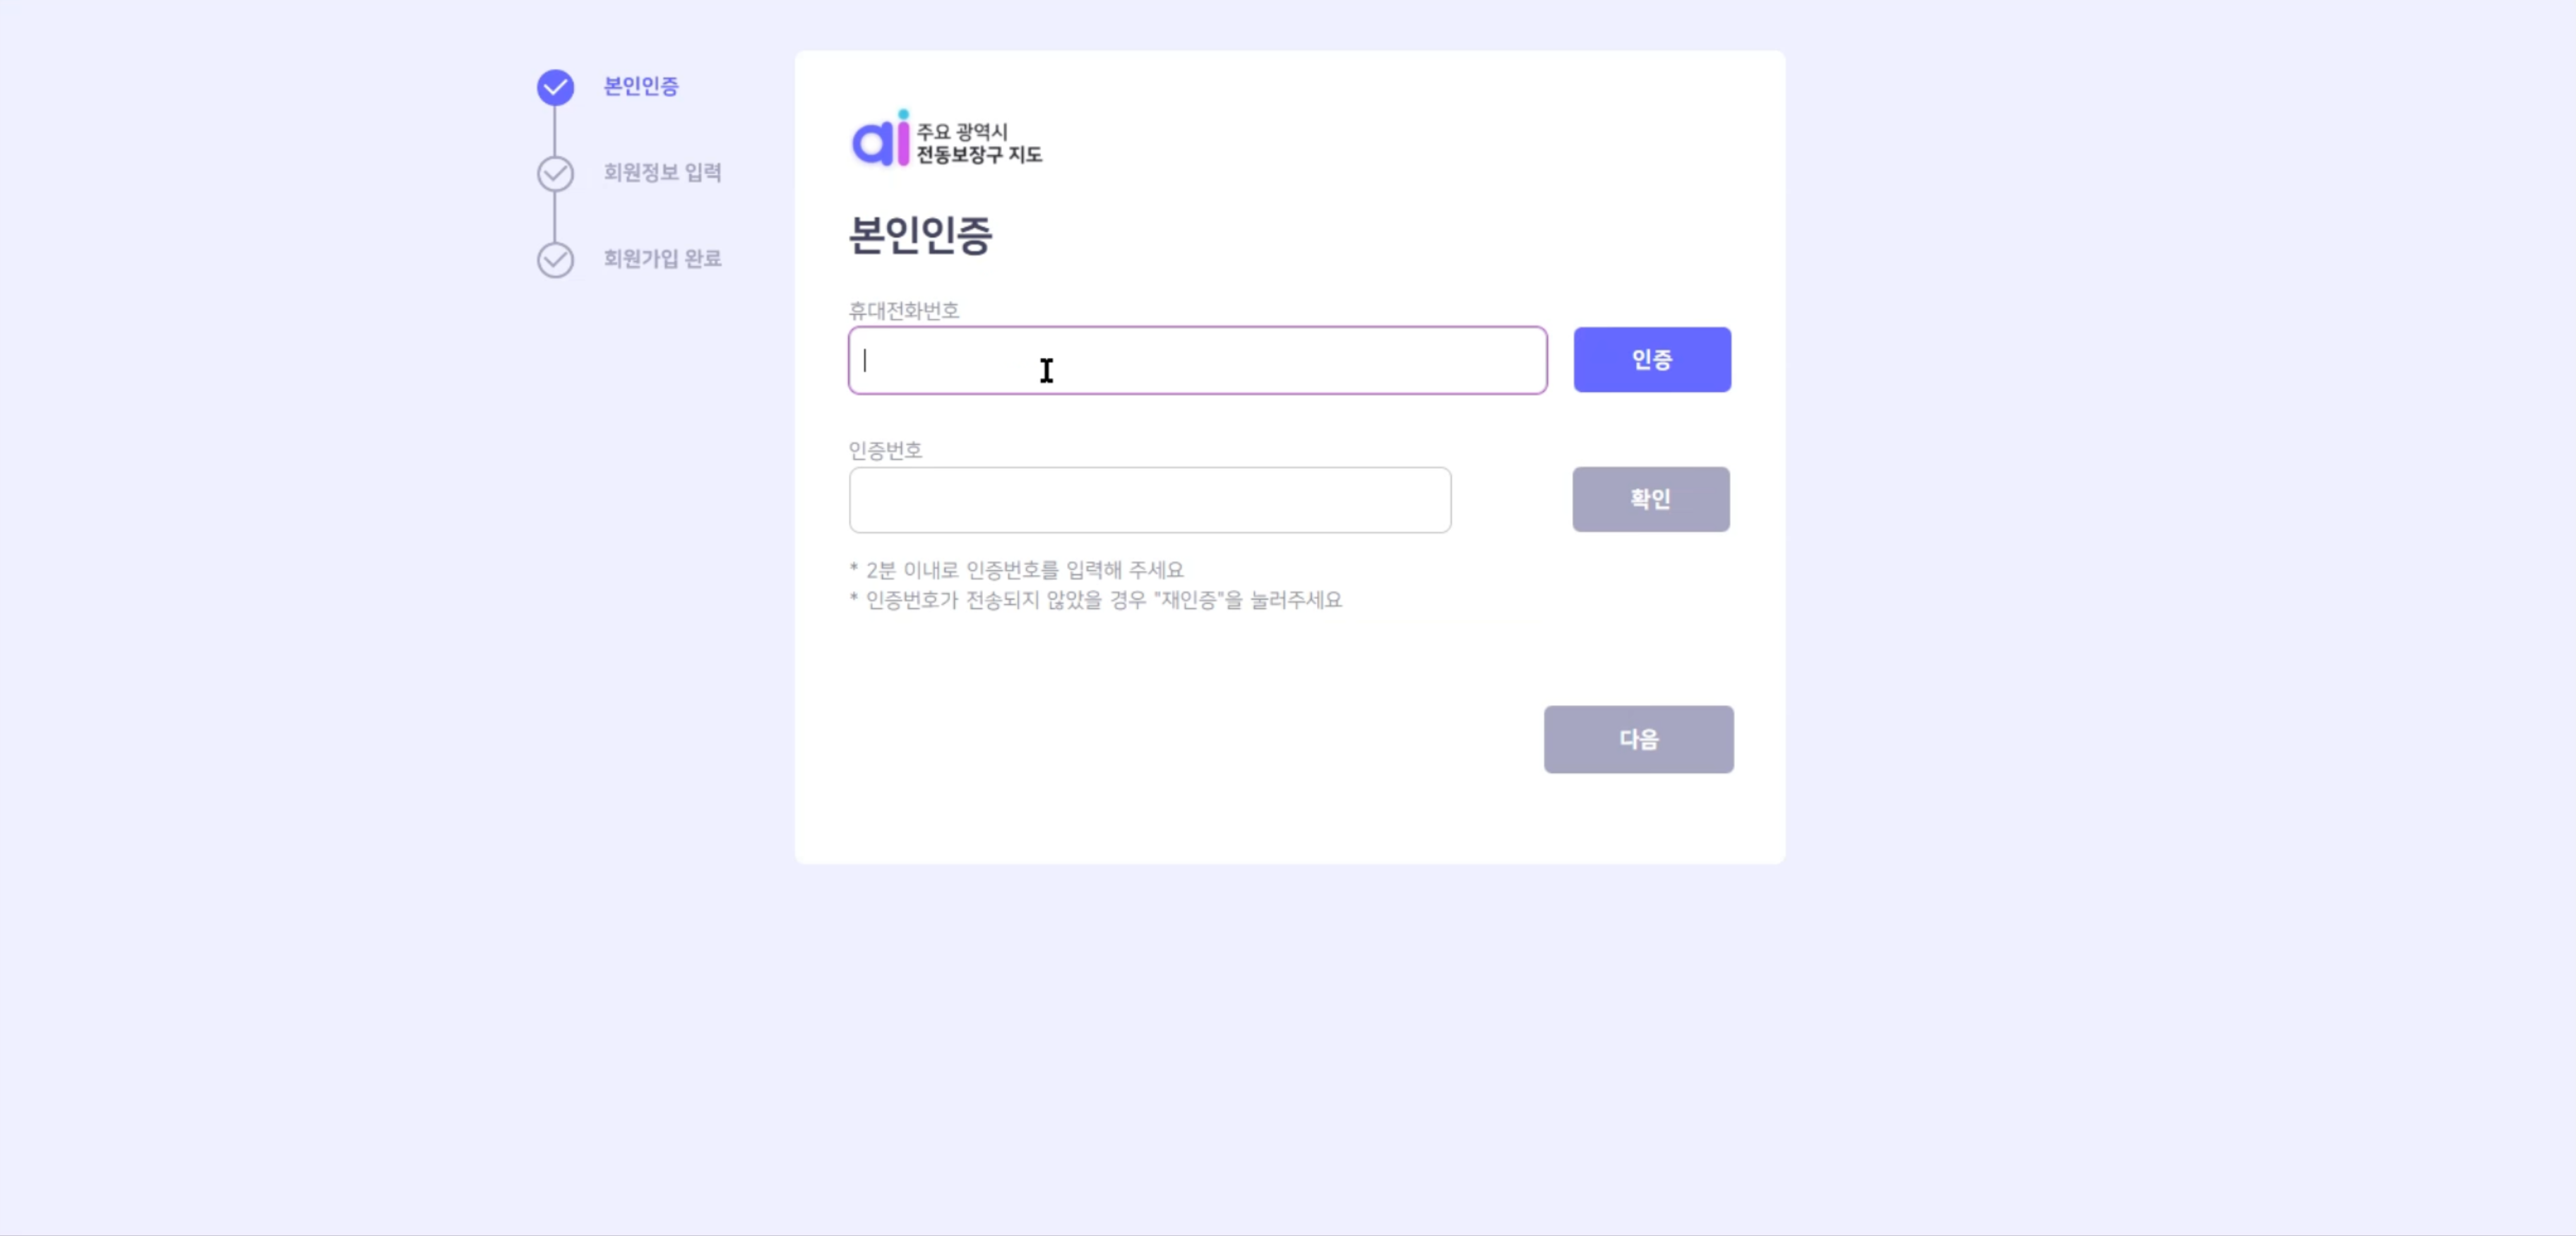 본인인증
회원정보 입력
회원가입 완료
ai 주요 광역시
전동보장구 지도
본인인증
휴대전화번호
인증
인증번호
확인
* 2분 이내로 인증번호를 입력해 주세요
* 인증번호가 전송되지 않았을 경우 "재인증"을 눌러주세요
다음